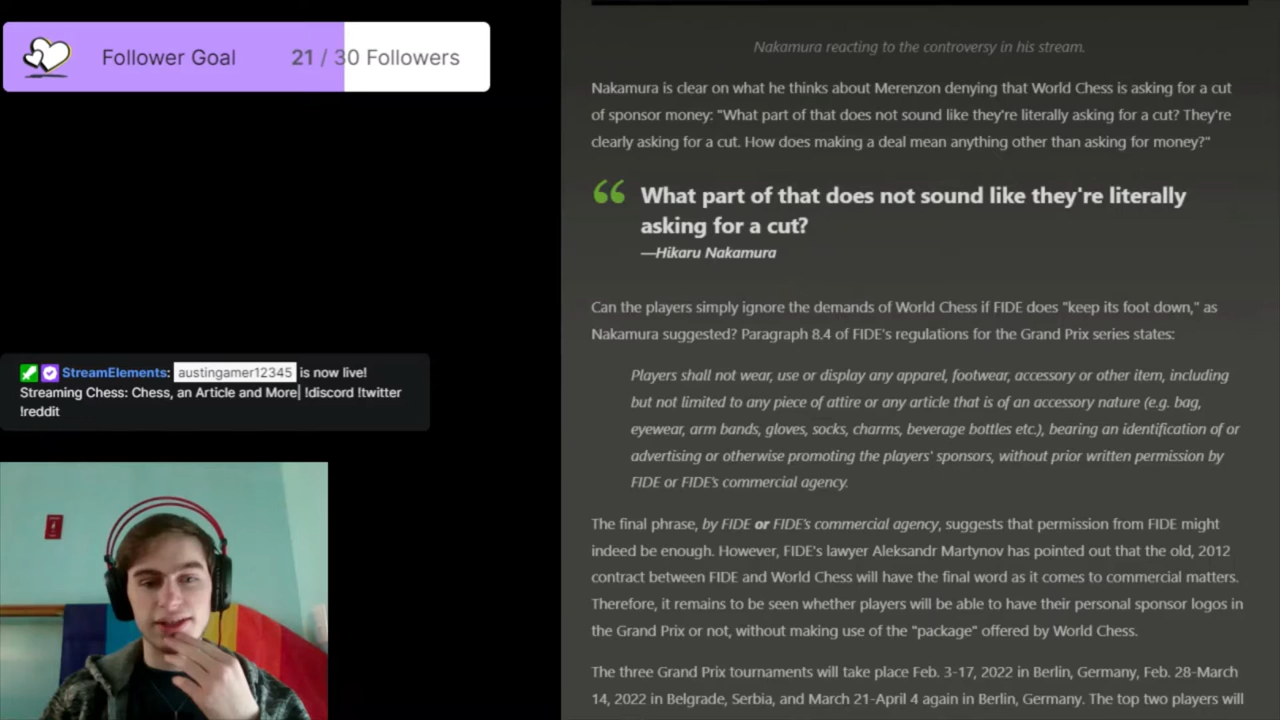 Follower Goal 21 / 30 Followers
StreamElements: austingamer12345 is now live!
Streaming Chess: Chess, an Article and More| !discord !twitter
!reddit
Nakamura reacting to the controversy in his stream.
Nakamura is clear on what he thinks about Merenzon denying that World Chess is asking for a cut
of sponsor money: "What part of that does not sound like they're literally asking for a cut? They're
clearly asking for a cut. How does making a deal mean anything other than asking for money?"
“ What part of that does not sound like they're literally
asking for a cut?
—Hikaru Nakamura
Can the players simply ignore the demands of World Chess if FIDE does "keep its foot down," as
Nakamura suggested? Paragraph 8.4 of FIDE's regulations for the Grand Prix series states:
Players shall not wear, use or display any apparel, footwear, accessory or other item, including
but not limited to any piece of attire or any article that is of an accessory nature (e.g. bag,
eyewear, arm bands, gloves, socks, charms, beverage bottles etc.), bearing an identification of or
advertising or otherwise promoting the players' sponsors, without prior written permission by
FIDE or FIDE's commercial agency.
The final phrase, by FIDE or FIDE's commercial agency, suggests that permission from FIDE might
indeed be enough. However, FIDE's lawyer Aleksandr Martynov has pointed out that the old, 2012
contract between FIDE and World Chess will have the final word as it comes to commercial matters.
Therefore, it remains to be seen whether players will be able to have their personal sponsor logos in
the Grand Prix or not, without making use of the "package" offered by World Chess.
The three Grand Prix tournaments will take place Feb. 3-17, 2022 in Berlin, Germany, Feb. 28-March
14, 2022 in Belgrade, Serbia, and March 21-April 4 again in Berlin, Germany. The top two players will